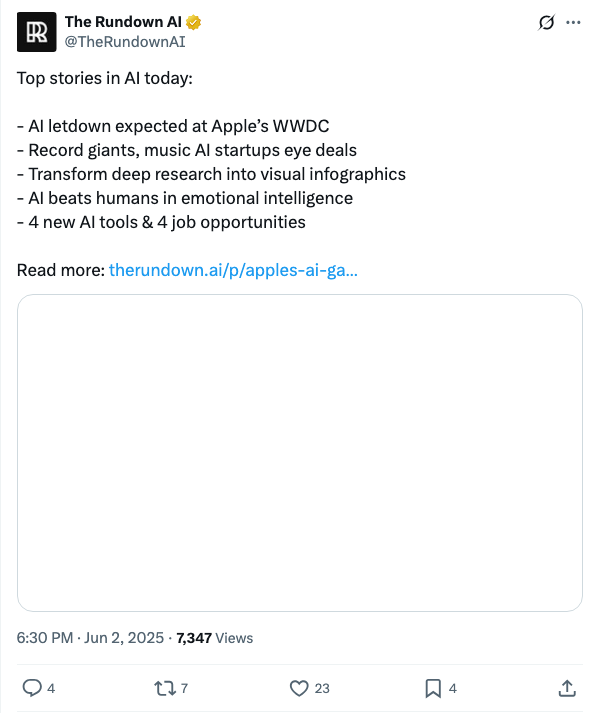 The Rundown AI
@TheRundownAI
Top stories in AI today:
- AI letdown expected at Apple’s WWDC
- Record giants, music AI startups eye deals
- Transform deep research into visual infographics
- AI beats humans in emotional intelligence
- 4 new AI tools & 4 job opportunities
Read more: therundown.ai/p/apples-ai-ga…
6:30 PM · Jun 2, 2025 · 7,347 Views
4 7 23 4